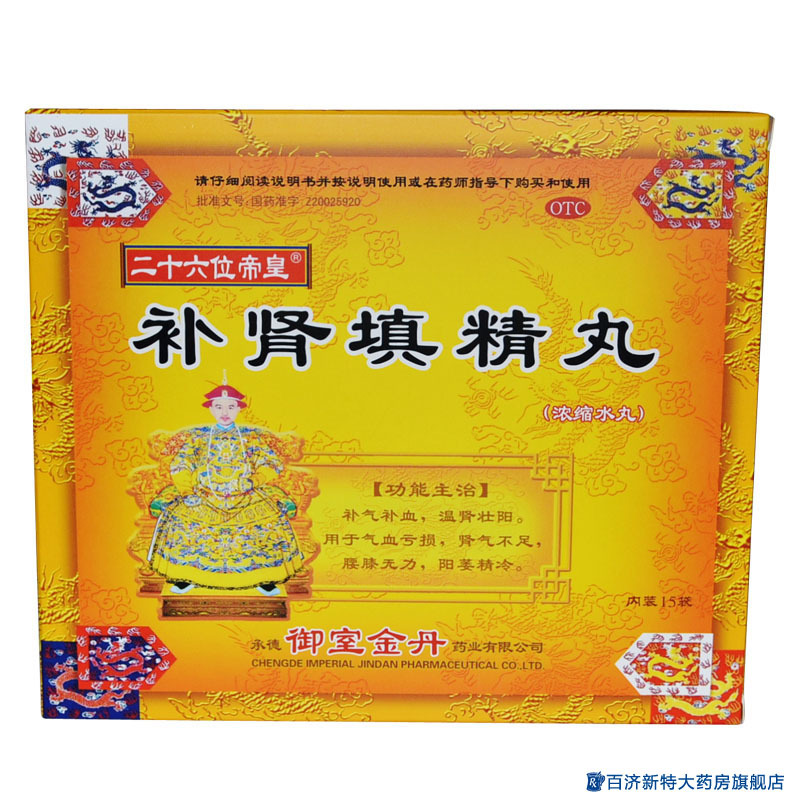 请仔细阅读说明书并按说明使用或在药师指导下购买和使用
批准文号:国药准字 Z20025920
OTC
二十六位帝皇®
补肾填精丸
(浓缩水丸)
【功能主治】
补气补血,温肾壮阳。
用于气血亏损,肾气不足,
腰膝无力,阳萎精冷。
内装15袋
承德御室金丹药业有限公司
CHENGDE IMPERIAL JINDAN PHARMACEUTICAL CO.,LTD.
百济新特大药房旗舰店